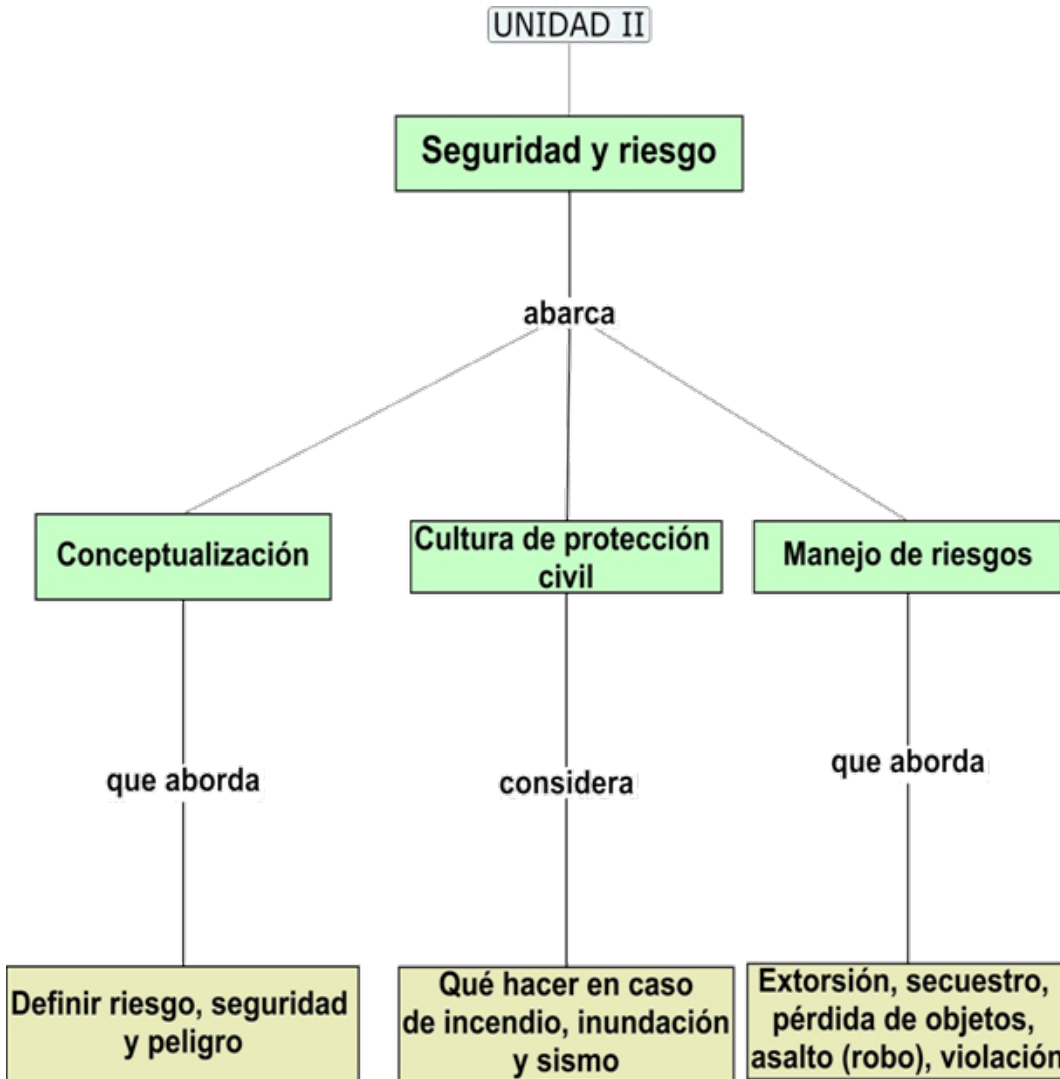 UNIDAD II
Seguridad y riesgo
abarca
Conceptualización
Cultura de protección
civil
Manejo de riesgos
que aborda
considera
que aborda
Definir riesgo, seguridad
y peligro
Qué hacer en caso
de incendio, inundación
y sismo
Extorsión, secuestro,
pérdida de objetos,
asalto (robo), violación